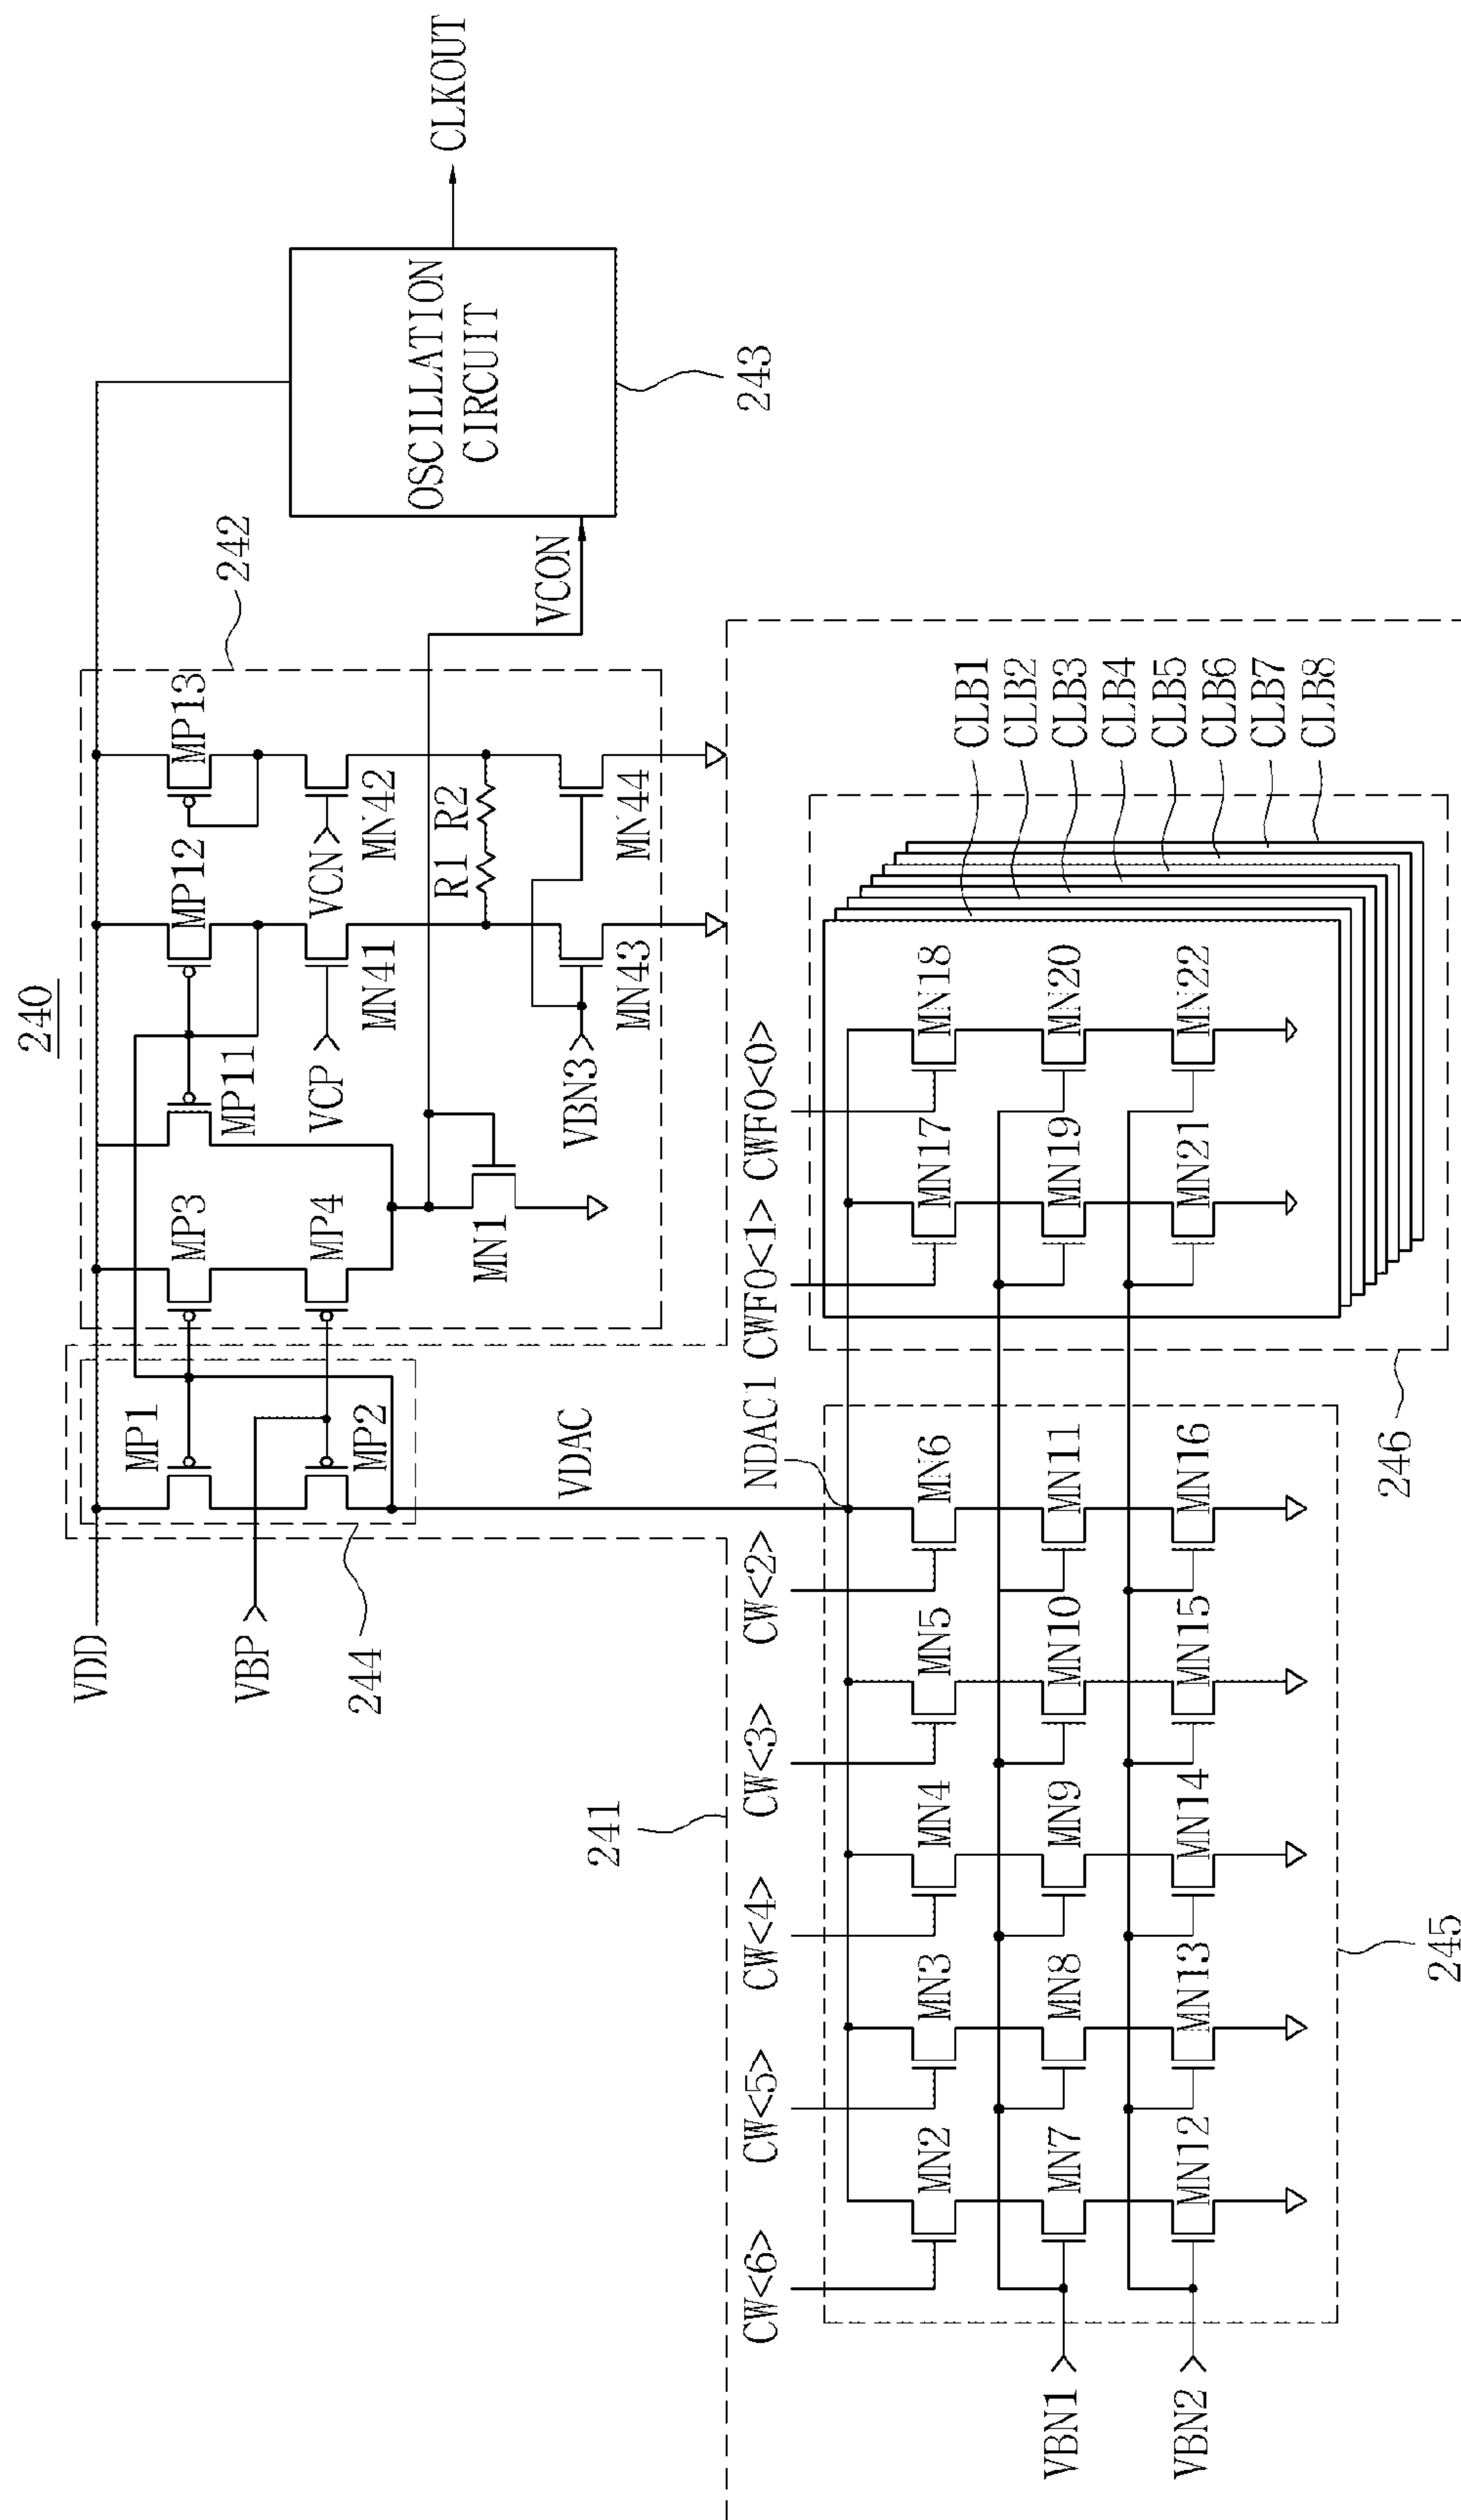 240
VDD
VBP
244
MP1
MP2
VDAC
NDAC1
MP3
MP4
MP11
MN1
MP12
MP13
VCP
MN41
VCN
MN42
R1
R2
VBN3
MN43
MN44
242
VCON
OSCILLATION
CIRCUIT
243
CLKOUT
241
CW<6>
CW<5>
CW<4>
CW<3>
CW<2>
CWF0<1>
CWF0<0>
MN2
MN3
MN4
MN5
MN6
MN17
MN18
VBN1
MN7
MN8
MN9
MN10
MN11
MN19
MN20
VBN2
MN12
MN13
MN14
MN15
MN16
MN21
MN22
CLB1
CLB2
CLB3
CLB4
CLB5
CLB6
CLB7
CLB8
245
246